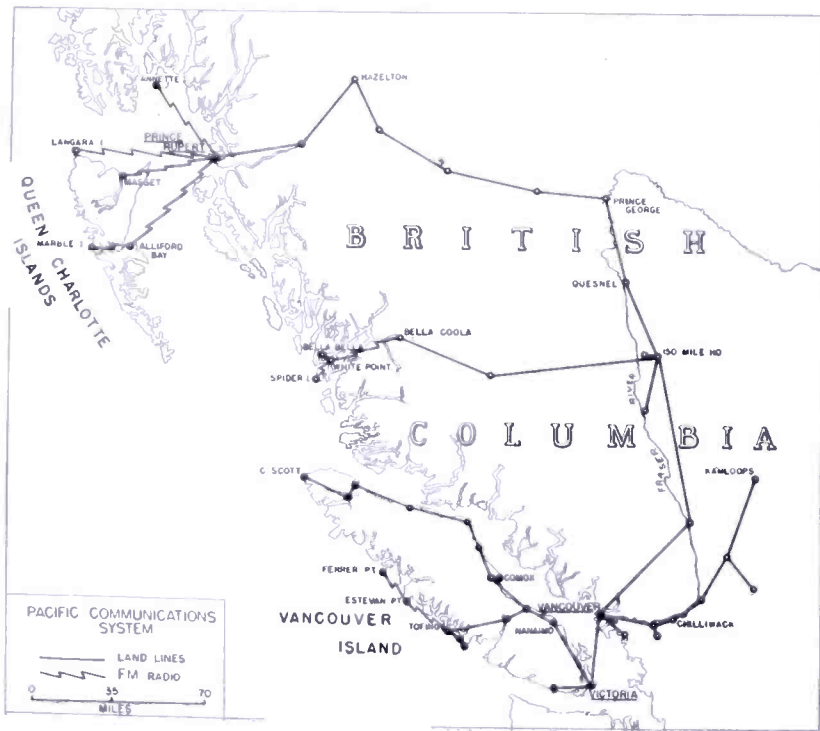 ANNETTE I
HAZELTON
PRINCE
RUPERT
LANGARA I
MASSET
MARBLE I
ALLIFORD
BAY
QUEEN CHARLOTTE
ISLANDS
PRINCE
GEORGE
BRITISH
QUESNEL
BELLA COOLA
BELLA BELLA
WHITE POINT
SPIDER I
150 MILE HO
RIVER
FRASER
COLUMBIA
KAMLOOPS
C. SCOTT
FERRER PT
ESTEVAN PT
TOFINO
COMOX
NANAIMO
VANCOUVER
CHILLIWACK
VICTORIA
VANCOUVER
ISLAND
PACIFIC COMMUNICATIONS
SYSTEM
LAND LINES
FM RADIO
0 35 70
MILES